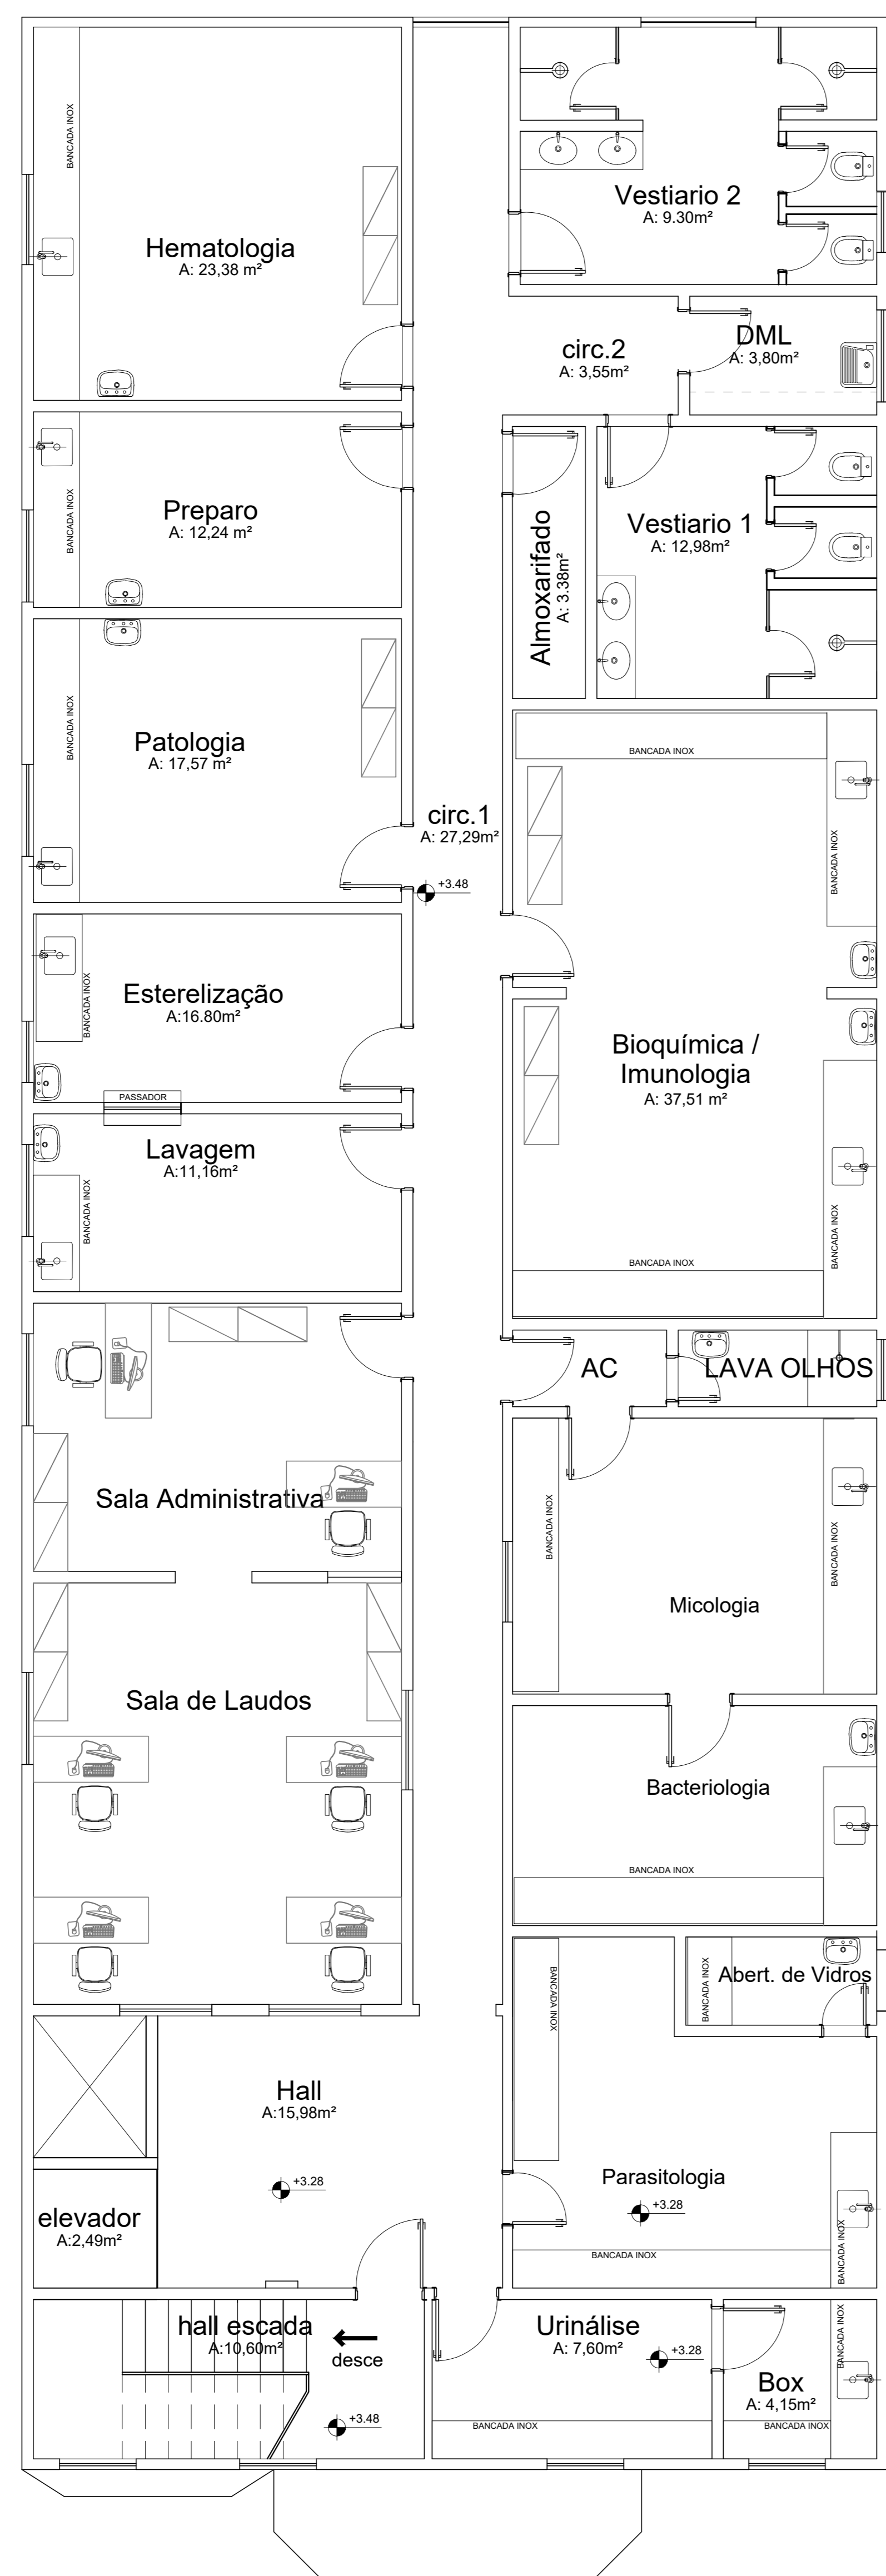 BANCADA INOX
Hematologia
A: 23,38 m²
Vestiario 2
A: 9.30m²
circ.2
A: 3,55m²
DML
A: 3,80m²
Preparo
A: 12,24 m²
BANCADA INOX
Almoxarifado
A: 3.38m²
Vestiario 1
A: 12,98m²
Patologia
A: 17,57 m²
BANCADA INOX
circ.1
A: 27,29m²
+3.48
BANCADA INOX
BANCADA INOX
Esterelização
A:16.80m²
BANCADA INOX
PASSADOR
Bioquímica /
Imunologia
A: 37,51 m²
Lavagem
A:11,16m²
BANCADA INOX
BANCADA INOX
BANCADA INOX
AC
LAVA OLHOS
Sala Administrativa
BANCADA INOX
BANCADA INOX
Micologia
Sala de Laudos
Bacteriologia
BANCADA INOX
BANCADA INOX
Abert. de Vidros
BANCADA INOX
Hall
A:15,98m²
+3.28
Parasitologia
+3.28
BANCADA INOX
BANCADA INOX
elevador
A:2,49m²
hall escada
A:10,60m²
desce
+3.48
Urinálise
A: 7,60m²
+3.28
BANCADA INOX
Box
A: 4,15m²
BANCADA INOX
BANCADA INOX